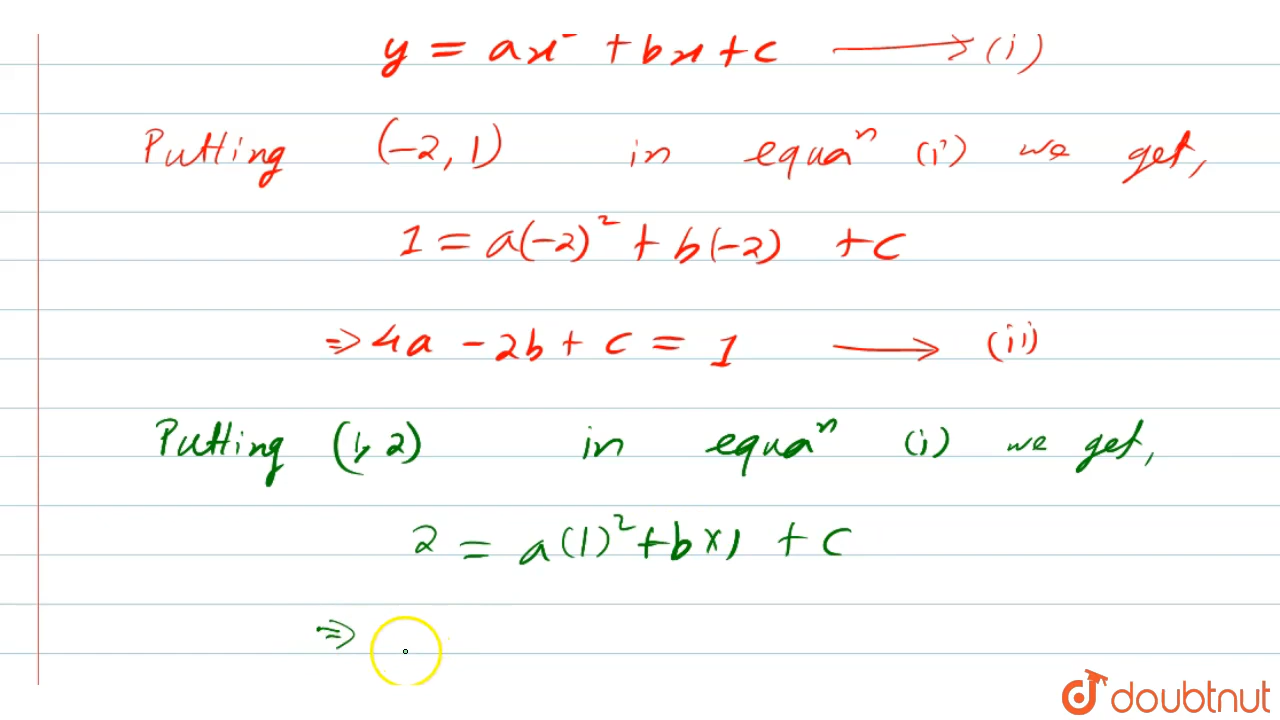 y = ax² + bx + c ⟶ (i)
Putting (-2, 1) in equaⁿ (i) we get,
1 = a(-2)² + b(-2) + c
⇒ 4a - 2b + c = 1 ⟶ (ii)
Putting (1, 2) in equaⁿ (i) we get,
2 = a(1)² + b×1 + c
⇒
doubtnut